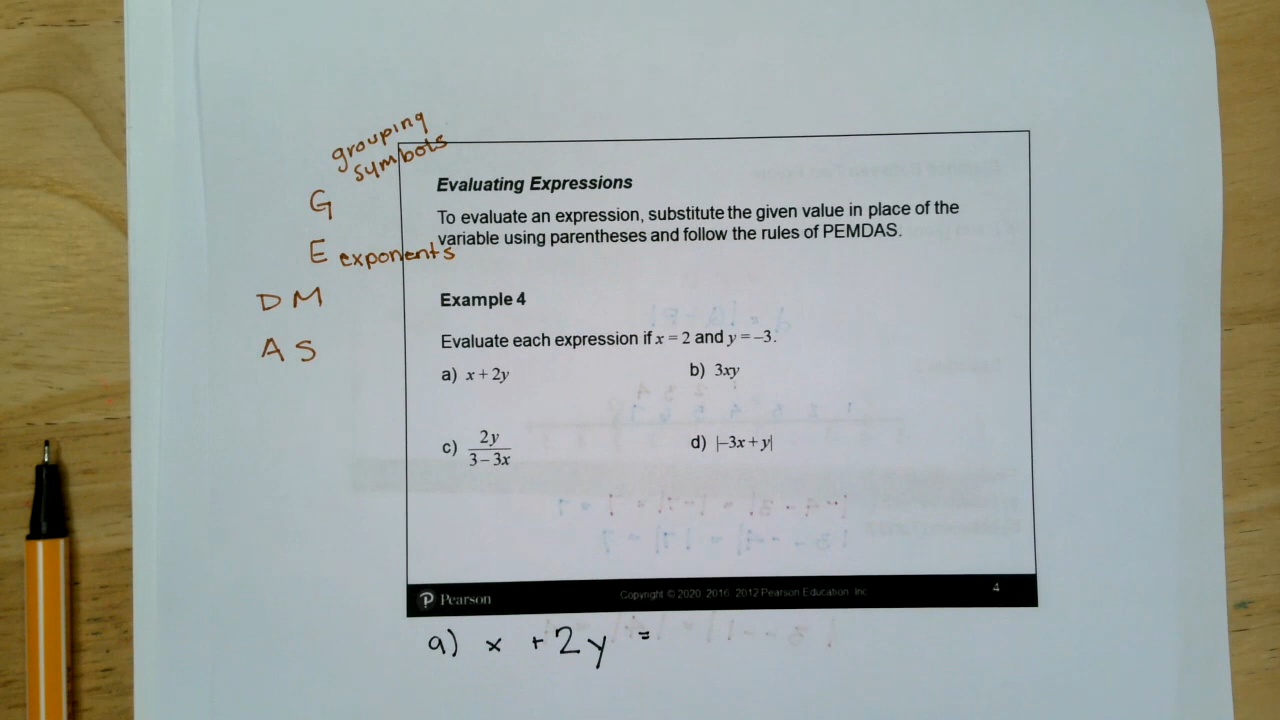 grouping
symbols
G
E exponents
D M
A S
Evaluating Expressions
To evaluate an expression, substitute the given value in place of the
variable using parentheses and follow the rules of PEMDAS.
Example 4
Evaluate each expression if x = 2 and y = –3.
a) x + 2y b) 3xy
c) 2y
3 – 3x
d) |–3x + y|
Pearson Copyright © 2020, 2016, 2012 Pearson Education, Inc. 4
a) x + 2y =